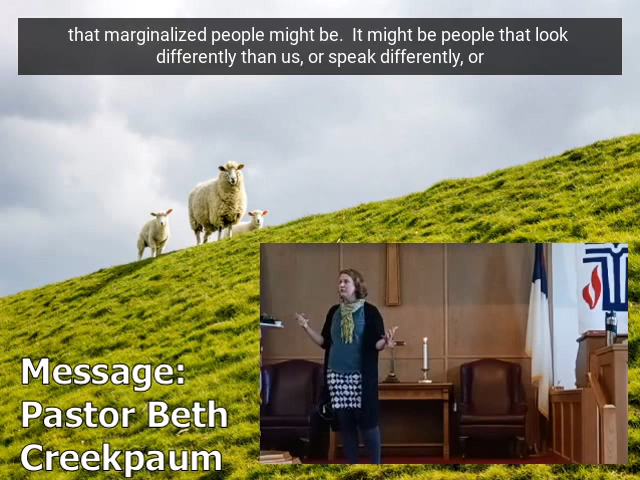 that marginalized people might be.  It might be people that look
differently than us, or speak differently, or
Message:
Pastor Beth
Creekpaum